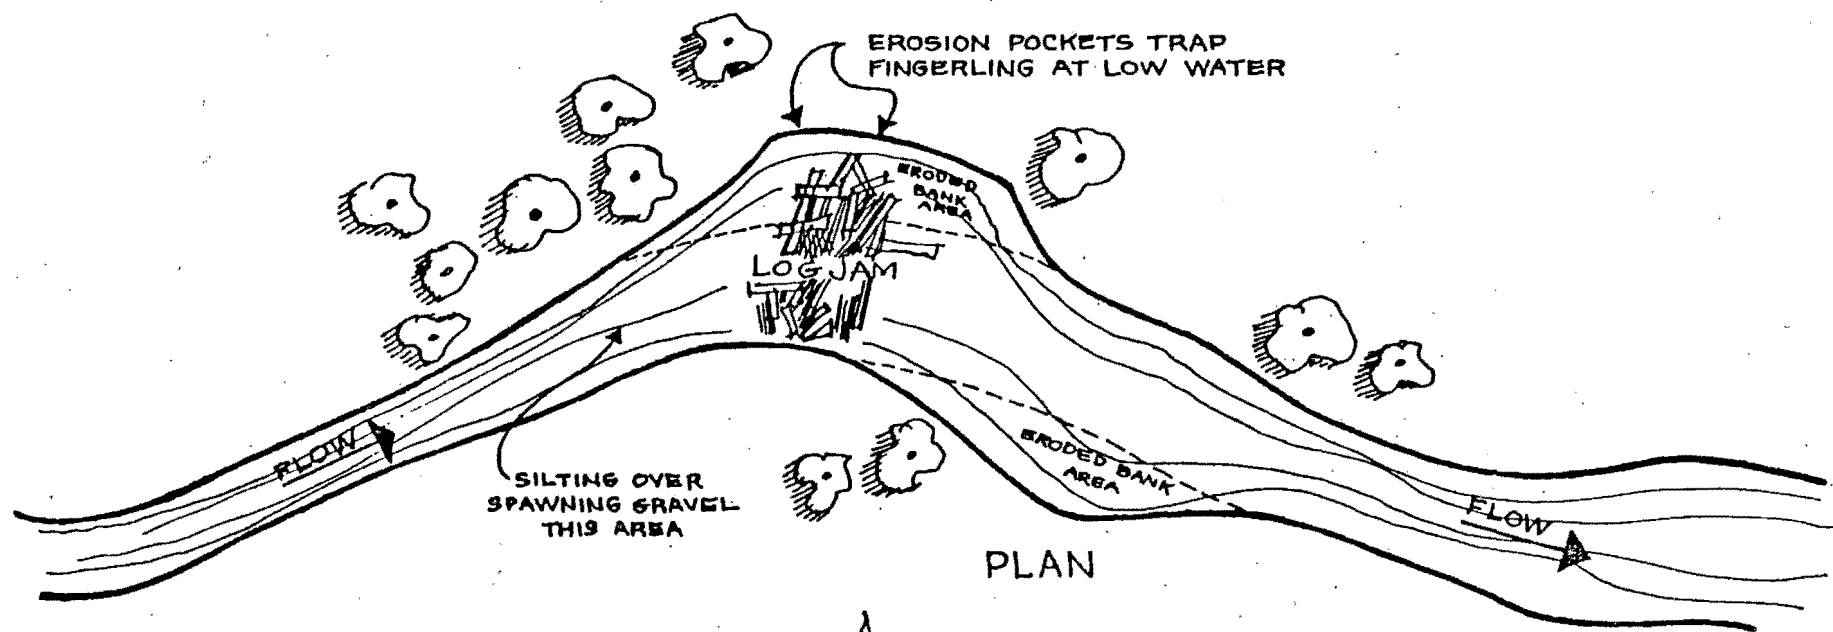 EROSION POCKETS TRAP
FINGERLING AT LOW WATER
ERODED
BANK
AREA
LOG JAM
FLOW
SILTING OVER
SPAWNING GRAVEL
THIS AREA
ERODED BANK
AREA
FLOW
PLAN